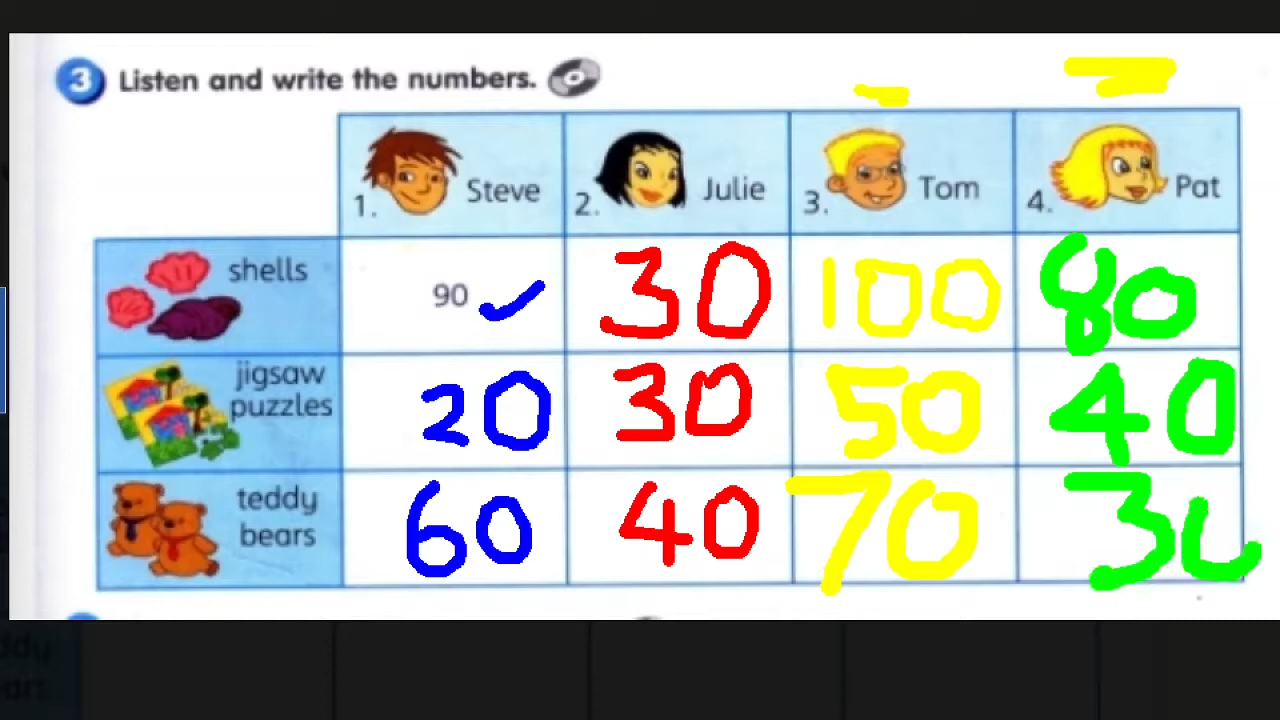 3 Listen and write the numbers.
1. Steve 2. Julie 3. Tom 4. Pat
shells 90 30 100 80
jigsaw
puzzles 20 30 50 40
teddy
bears 60 40 70 30